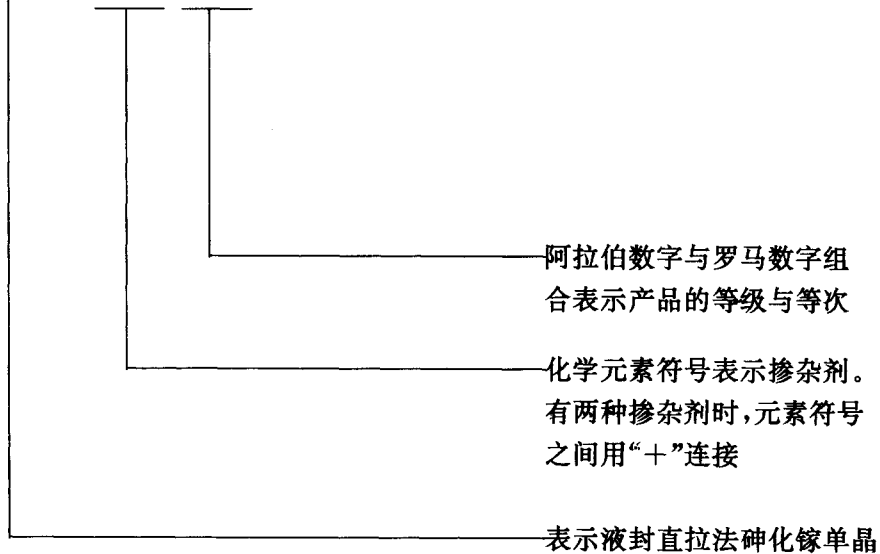 阿拉伯数字与罗马数字组
合表示产品的等级与等次
化学元素符号表示掺杂剂。
有两种掺杂剂时,元素符号
之间用“+”连接
表示液封直拉法砷化镓单晶